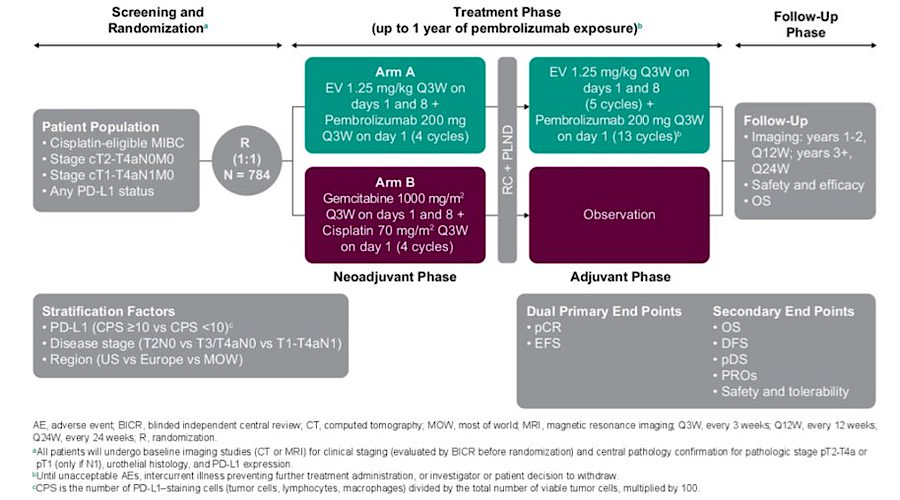 Screening and
Randomizationᵃ
Treatment Phase
(up to 1 year of pembrolizumab exposure)ᵇ
Follow-Up
Phase
Patient Population
• Cisplatin-eligible MIBC
• Stage cT2-T4aN0M0
• Stage cT1-T4aN1M0
• Any PD-L1 status
R
(1:1)
N = 784
Arm A
EV 1.25 mg/kg Q3W on
days 1 and 8 +
Pembrolizumab 200 mg
Q3W on day 1 (4 cycles)
Arm B
Gemcitabine 1000 mg/m²
Q3W on days 1 and 8 +
Cisplatin 70 mg/m² Q3W
on day 1 (4 cycles)
Neoadjuvant Phase
RC + PLND
EV 1.25 mg/kg Q3W on
days 1 and 8
(5 cycles) +
Pembrolizumab 200 mg Q3W
on day 1 (13 cycles)ᵇ
Observation
Adjuvant Phase
Follow-Up
• Imaging: years 1-2,
Q12W; years 3+,
Q24W
• Safety and efficacy
• OS
Stratification Factors
• PD-L1 (CPS ≥10 vs CPS <10)ᶜ
• Disease stage (T2N0 vs T3/T4aN0 vs T1-T4aN1)
• Region (US vs Europe vs MOW)
Dual Primary End Points
• pCR
• EFS
Secondary End Points
• OS
• DFS
• pDS
• PROs
• Safety and tolerability
AE, adverse event; BICR, blinded independent central review; CT, computed tomography; MOW, most of world; MRI, magnetic resonance imaging; Q3W, every 3 weeks; Q12W, every 12 weeks;
Q24W, every 24 weeks; R, randomization.
ᵃAll patients will undergo baseline imaging studies (CT or MRI) for clinical staging (evaluated by BICR before randomization) and central pathology confirmation for pathologic stage pT2-T4a or
pT1 (only if N1), urothelial histology, and PD-L1 expression.
ᵇUntil unacceptable AEs, intercurrent illness preventing further treatment administration, or investigator or patient decision to withdraw.
ᶜCPS is the number of PD-L1–staining cells (tumor cells, lymphocytes, macrophages) divided by the total number of viable tumor cells, multiplied by 100.